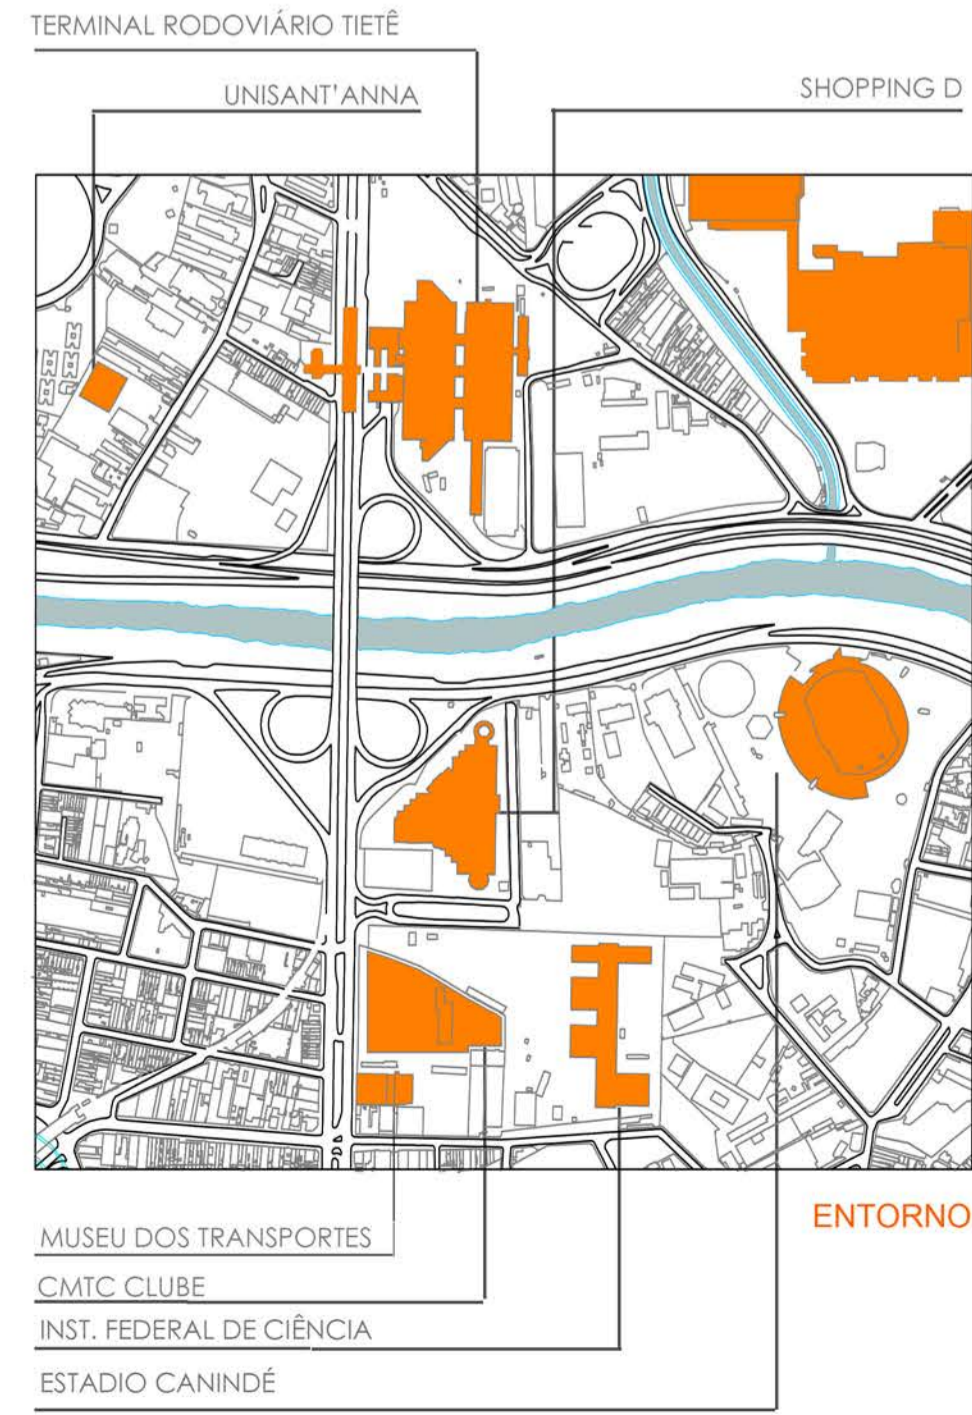 TERMINAL RODOVIÁRIO TIETÊ
UNISANT'ANNA
SHOPPING D
ENTORNO
MUSEU DOS TRANSPORTES
CMTC CLUBE
INST. FEDERAL DE CIÊNCIA
ESTADIO CANINDÉ